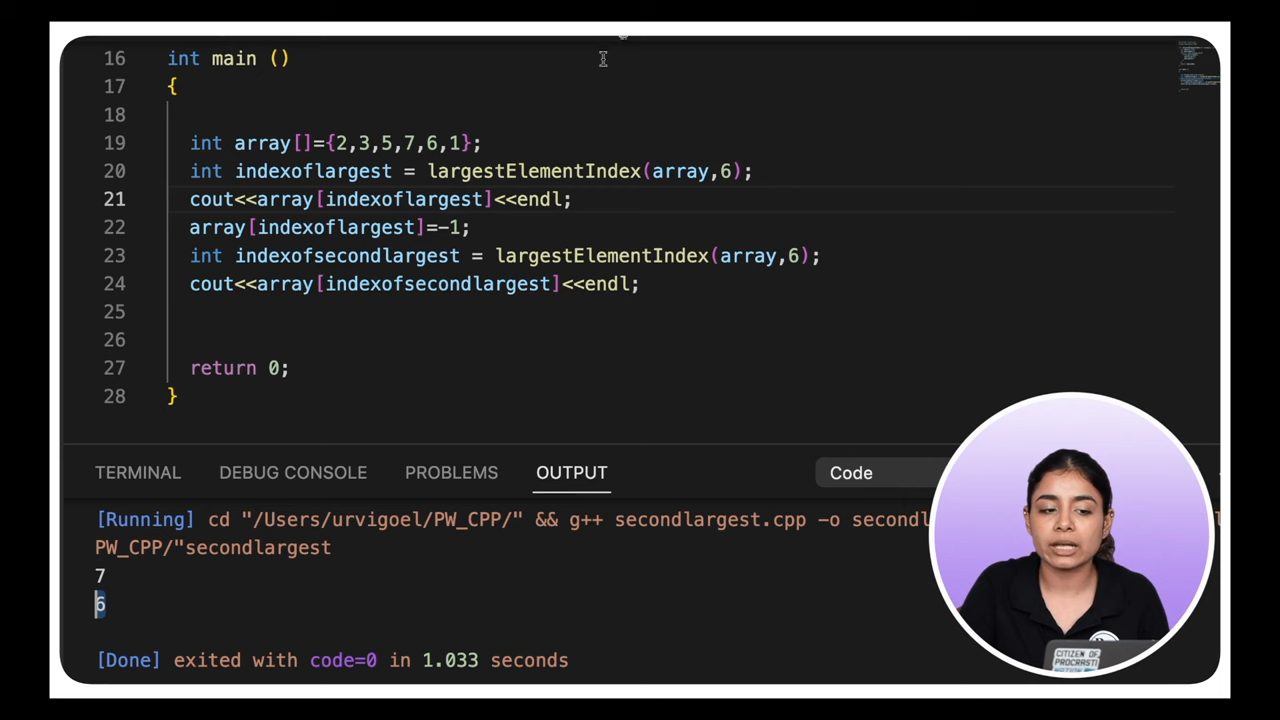 16 int main ()
17 {
18
19 int array[]={2,3,5,7,6,1};
20 int indexoflargest = largestElementIndex(array,6);
21 cout<<array[indexoflargest]<<endl;
22 array[indexoflargest]=-1;
23 int indexofsecondlargest = largestElementIndex(array,6);
24 cout<<array[indexofsecondlargest]<<endl;
25
26
27 return 0;
28 }
TERMINAL DEBUG CONSOLE PROBLEMS OUTPUT Code
[Running] cd "/Users/urvigoel/PW_CPP/" && g++ secondlargest.cpp -o secondl
PW_CPP/"secondlargest
7
6
[Done] exited with code=0 in 1.033 seconds
CITIZEN OF